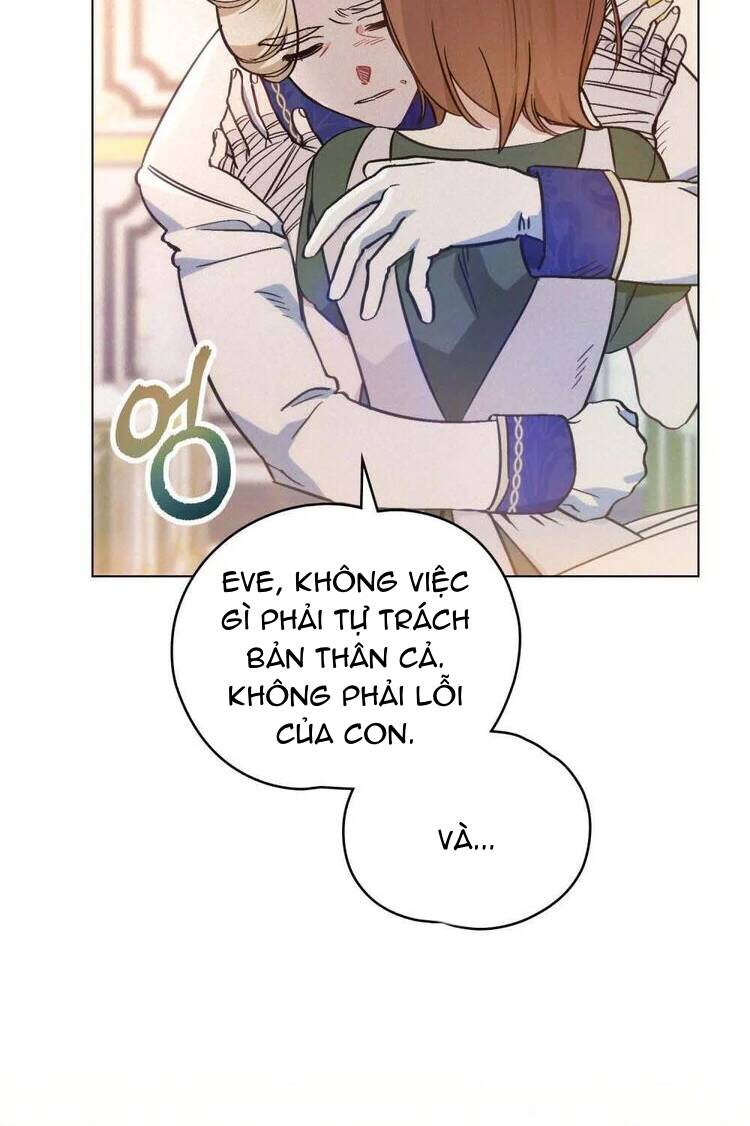 엉
EVE, KHÔNG VIỆC
GÌ PHẢI TỰ TRÁCH
BẢN THÂN CẢ.
KHÔNG PHẢI LỖI
CỦA CON.
VÀ...